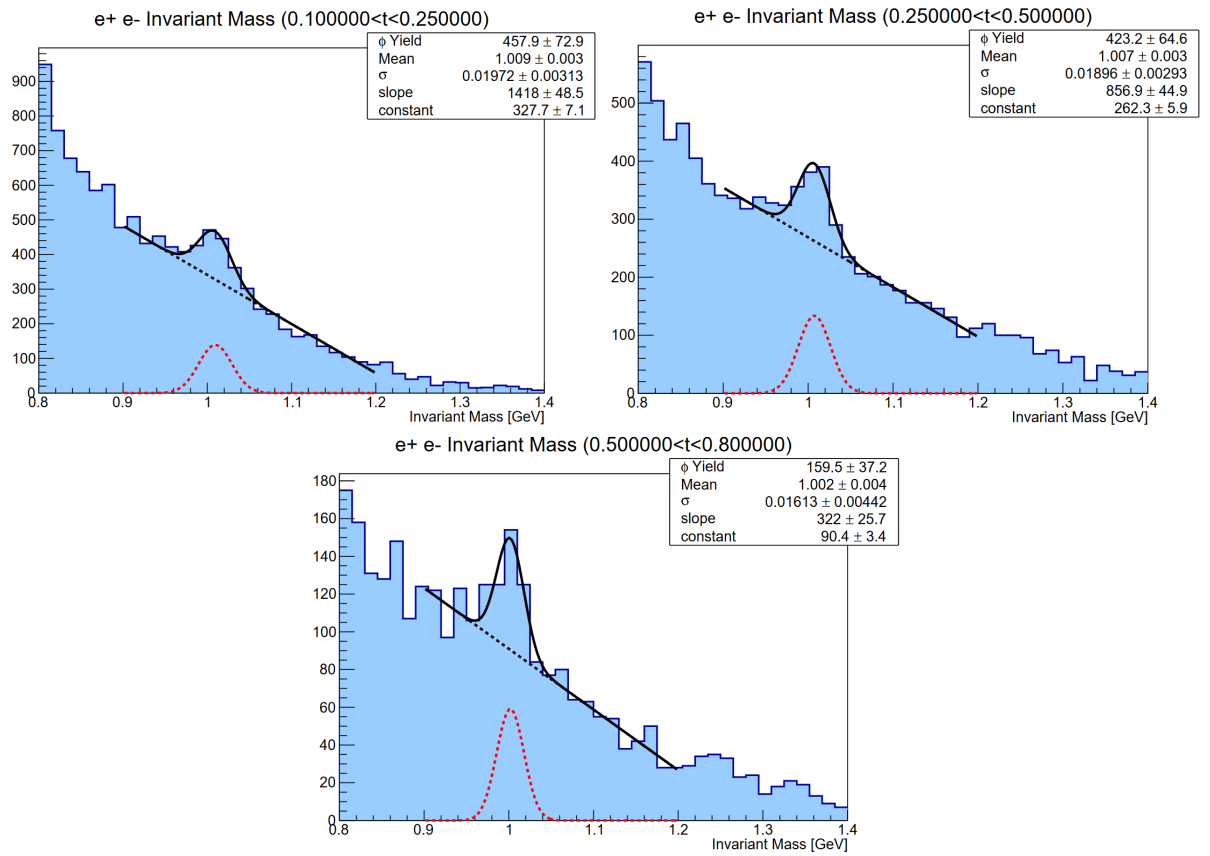 e+ e- Invariant Mass (0.100000<t<0.250000)
ϕ Yield 457.9 ± 72.9
Mean 1.009 ± 0.003
σ 0.01972 ± 0.00313
slope 1418 ± 48.5
constant 327.7 ± 7.1
900
800
700
600
500
400
300
200
100
0
0.8 0.9 1 1.1 1.2 1.3 1.4
Invariant Mass [GeV]
e+ e- Invariant Mass (0.250000<t<0.500000)
ϕ Yield 423.2 ± 64.6
Mean 1.007 ± 0.003
σ 0.01896 ± 0.00293
slope 856.9 ± 44.9
constant 262.3 ± 5.9
500
400
300
200
100
0
0.8 0.9 1 1.1 1.2 1.3 1.4
Invariant Mass [GeV]
e+ e- Invariant Mass (0.500000<t<0.800000)
ϕ Yield 159.5 ± 37.2
Mean 1.002 ± 0.004
σ 0.01613 ± 0.00442
slope 322 ± 25.7
constant 90.4 ± 3.4
180
160
140
120
100
80
60
40
20
0
0.8 0.9 1 1.1 1.2 1.3 1.4
Invariant Mass [GeV]